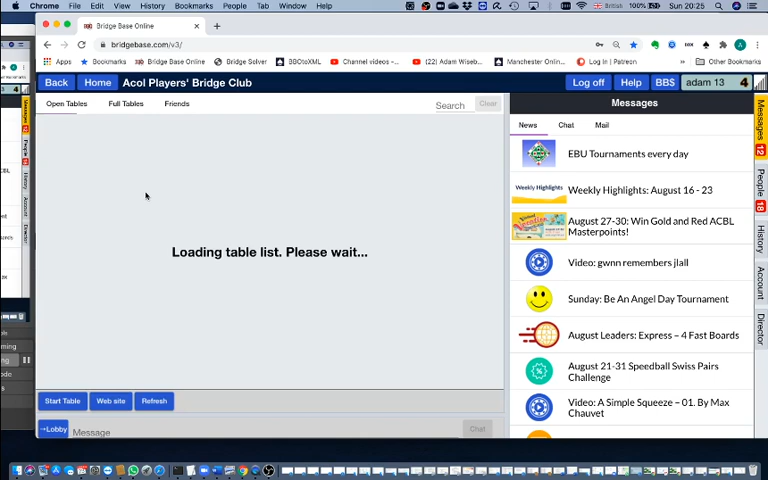 Chrome File Edit View History Bookmarks People Tab Window Help
100% British Sun 20:25
Bridge Base Online
bridgebase.com/v3/
Apps Bookmarks Bridge Base Online Bridge Solver BBOtoXML Channel videos -... Adam Wiseb... Manchester Onlin... Log in | Patreon Other Bookmarks
Back Home Acol Players' Bridge Club Log off Help BB$ adam 13 4
Open Tables Full Tables Friends Search Clear
Loading table list. Please wait...
Start Table Web site Refresh
Lobby Message Chat
Messages
News Chat Mail
EBU Tournaments every day
Weekly Highlights
Weekly Highlights: August 16 - 23
August 27-30: Win Gold and Red ACBL
Masterpoints!
Video: gwnn remembers jlall
Sunday: Be An Angel Day Tournament
August Leaders: Express – 4 Fast Boards
August 21-31 Speedball Swiss Pairs
Challenge
Video: A Simple Squeeze – 01. By Max
Chauvet
Messages 12
People 18
History
Account
Director